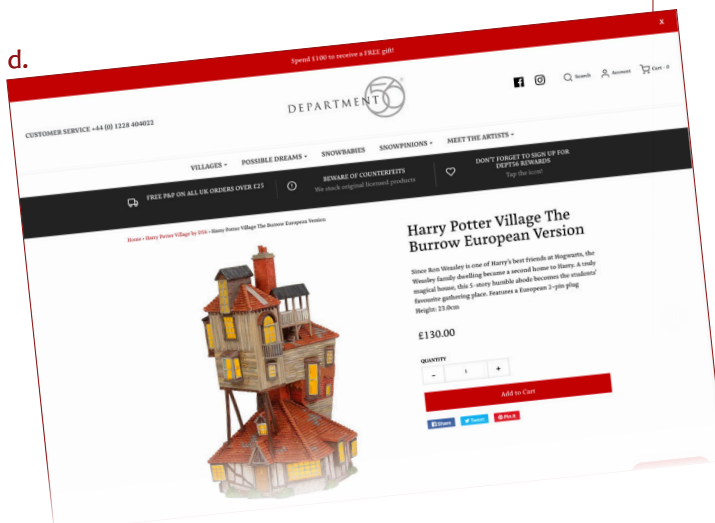 d.
Spend £100 to receive a FREE gift!
x
CUSTOMER SERVICE +44 (0) 1228 404022
DEPARTMENT 56
Search
Account
Cart · 0
VILLAGES
POSSIBLE DREAMS
SNOWBABIES
SNOWPINIONS
MEET THE ARTISTS
FREE P&P ON ALL UK ORDERS OVER £25
BEWARE OF COUNTERFEITS
We stock original licensed products
DON'T FORGET TO SIGN UP FOR
DEPT56 REWARDS
Tap the icon!
Home › Harry Potter Village by D56 › Harry Potter Village The Burrow European Version
Harry Potter Village The
Burrow European Version
Since Ron Weasley is one of Harry's best friends at Hogwarts, the
Weasley family dwelling became a second home to Harry. A truly
magical home, this 5-story humble abode becomes the students'
favourite gathering place. Features a European 2-pin plug
Height: 23.0cm
£130.00
QUANTITY
- 1 +
Add to Cart
Share
Tweet
Pin it